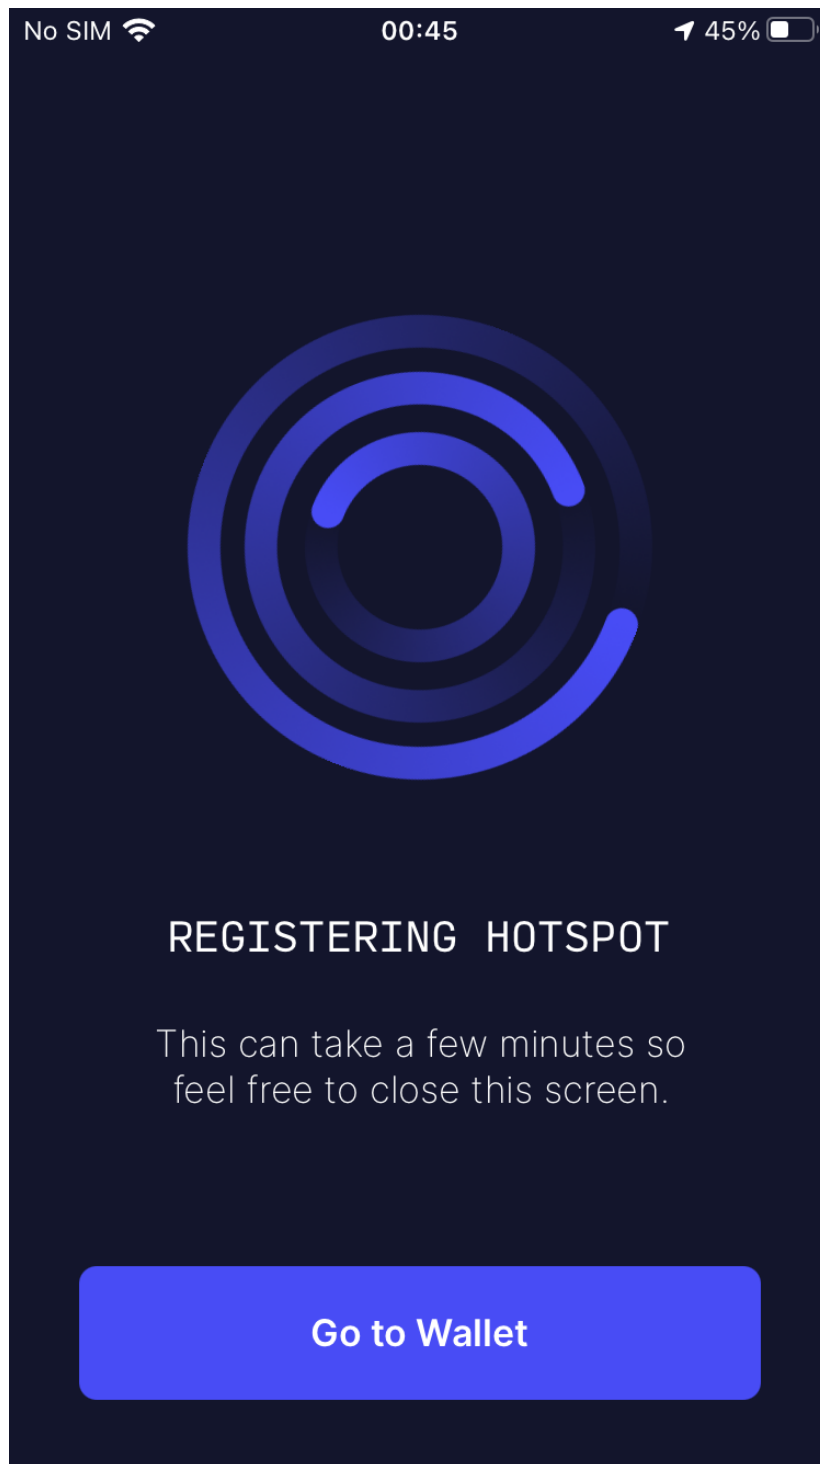 No SIM 00:45 45%
REGISTERING HOTSPOT
This can take a few minutes so
feel free to close this screen.
Go to Wallet